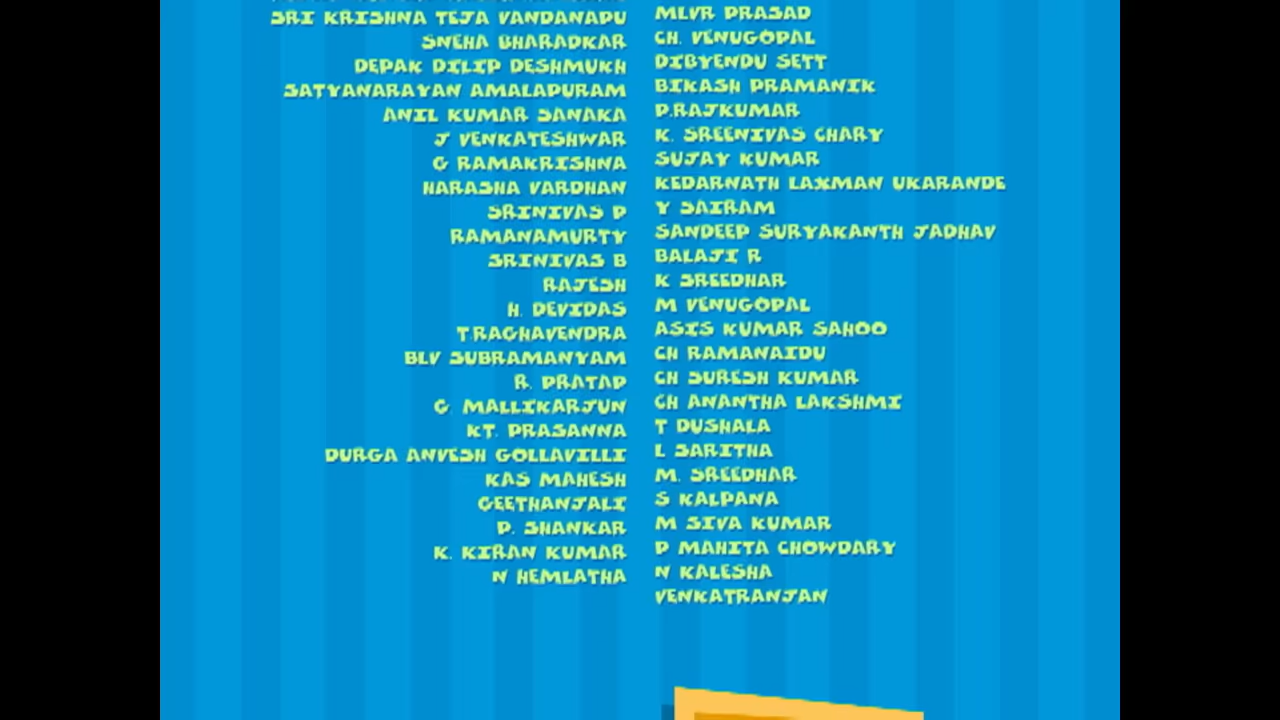 SRI KRISHNA TEJA VANDANAPU
SNEHA BHARADKAR
DEPAK DILIP DESHMUKH
SATYANARAYAN AMALAPURAM
ANIL KUMAR SANAKA
J VENKATESHWAR
G RAMAKRISHNA
HARASHA VARDHAN
SRINIVAS P
RAMANAMURTY
SRINIVAS B
RAJESH
H. DEVIDAS
T.RAGHAVENDRA
BLV SUBRAMANYAM
R. PRATAP
G. MALLIKARJUN
KT. PRASANNA
DURGA ANVESH GOLLAVILLI
KAS MAHESH
GEETHANJALI
P. SHANKAR
K. KIRAN KUMAR
N HEMLATHA
MLVR PRASAD
CH. VENUGOPAL
DIBYENDU SETT
BIKASH PRAMANIK
P.RAJKUMAR
K. SREENIVAS CHARY
SUJAY KUMAR
KEDARNATH LAXMAN UKARANDE
Y SAIRAM
SANDEEP SURYAKANTH JADHAV
BALAJI R
K SREEDHAR
M VENUGOPAL
ASIS KUMAR SAHOO
CH RAMANAIDU
CH SURESH KUMAR
CH ANANTHA LAKSHMI
T DUSHALA
L SARITHA
M. SREEDHAR
S KALPANA
M SIVA KUMAR
P MAHITA CHOWDARY
N KALESHA
VENKATRANJAN